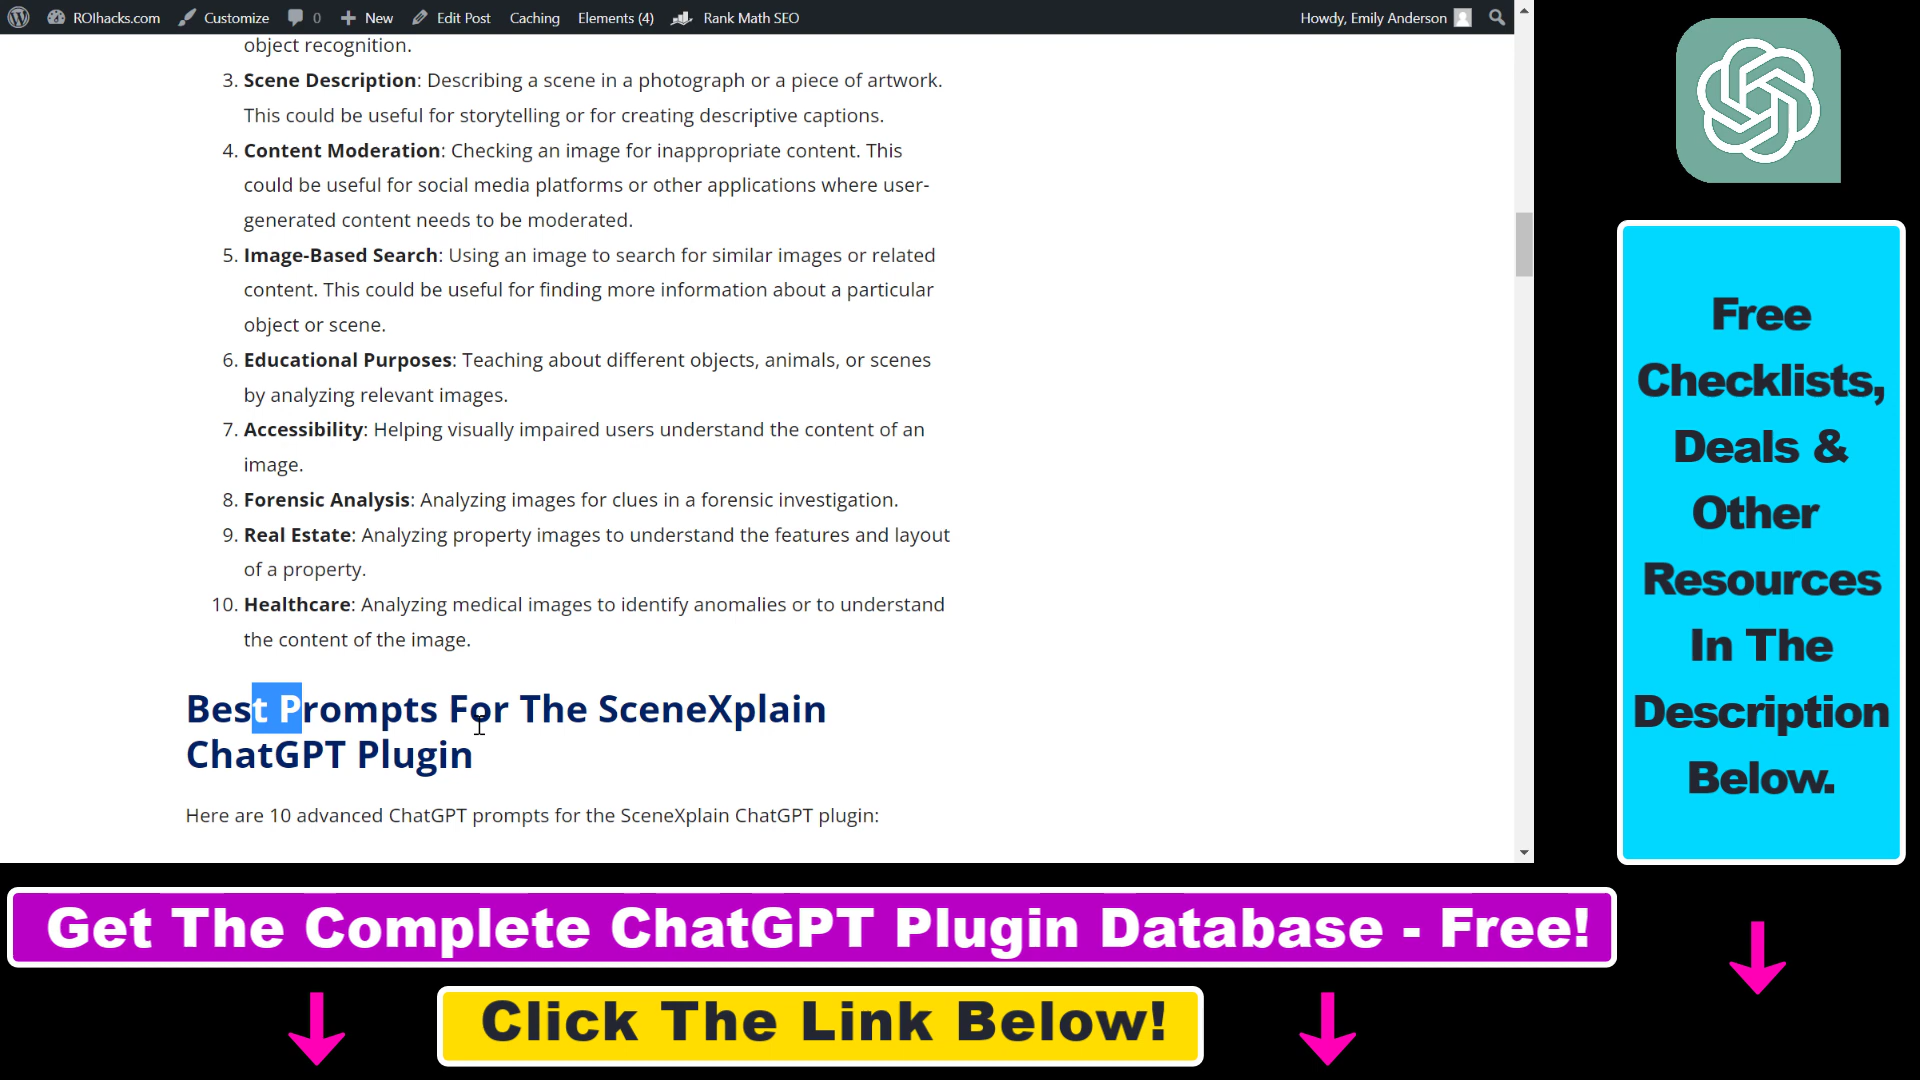 ROIhacks.com Customize 0 New Edit Post Caching Elements (4) Rank Math SEO Howdy, Emily Anderson
object recognition.
3. Scene Description: Describing a scene in a photograph or a piece of artwork.
This could be useful for storytelling or for creating descriptive captions.
4. Content Moderation: Checking an image for inappropriate content. This
could be useful for social media platforms or other applications where user-
generated content needs to be moderated.
5. Image-Based Search: Using an image to search for similar images or related
content. This could be useful for finding more information about a particular
object or scene.
6. Educational Purposes: Teaching about different objects, animals, or scenes
by analyzing relevant images.
7. Accessibility: Helping visually impaired users understand the content of an
image.
8. Forensic Analysis: Analyzing images for clues in a forensic investigation.
9. Real Estate: Analyzing property images to understand the features and layout
of a property.
10. Healthcare: Analyzing medical images to identify anomalies or to understand
the content of the image.
Best Prompts For The SceneXplain
ChatGPT Plugin
Here are 10 advanced ChatGPT prompts for the SceneXplain ChatGPT plugin:
Free
Checklists,
Deals &
Other
Resources
In The
Description
Below.
Get The Complete ChatGPT Plugin Database - Free!
Click The Link Below!